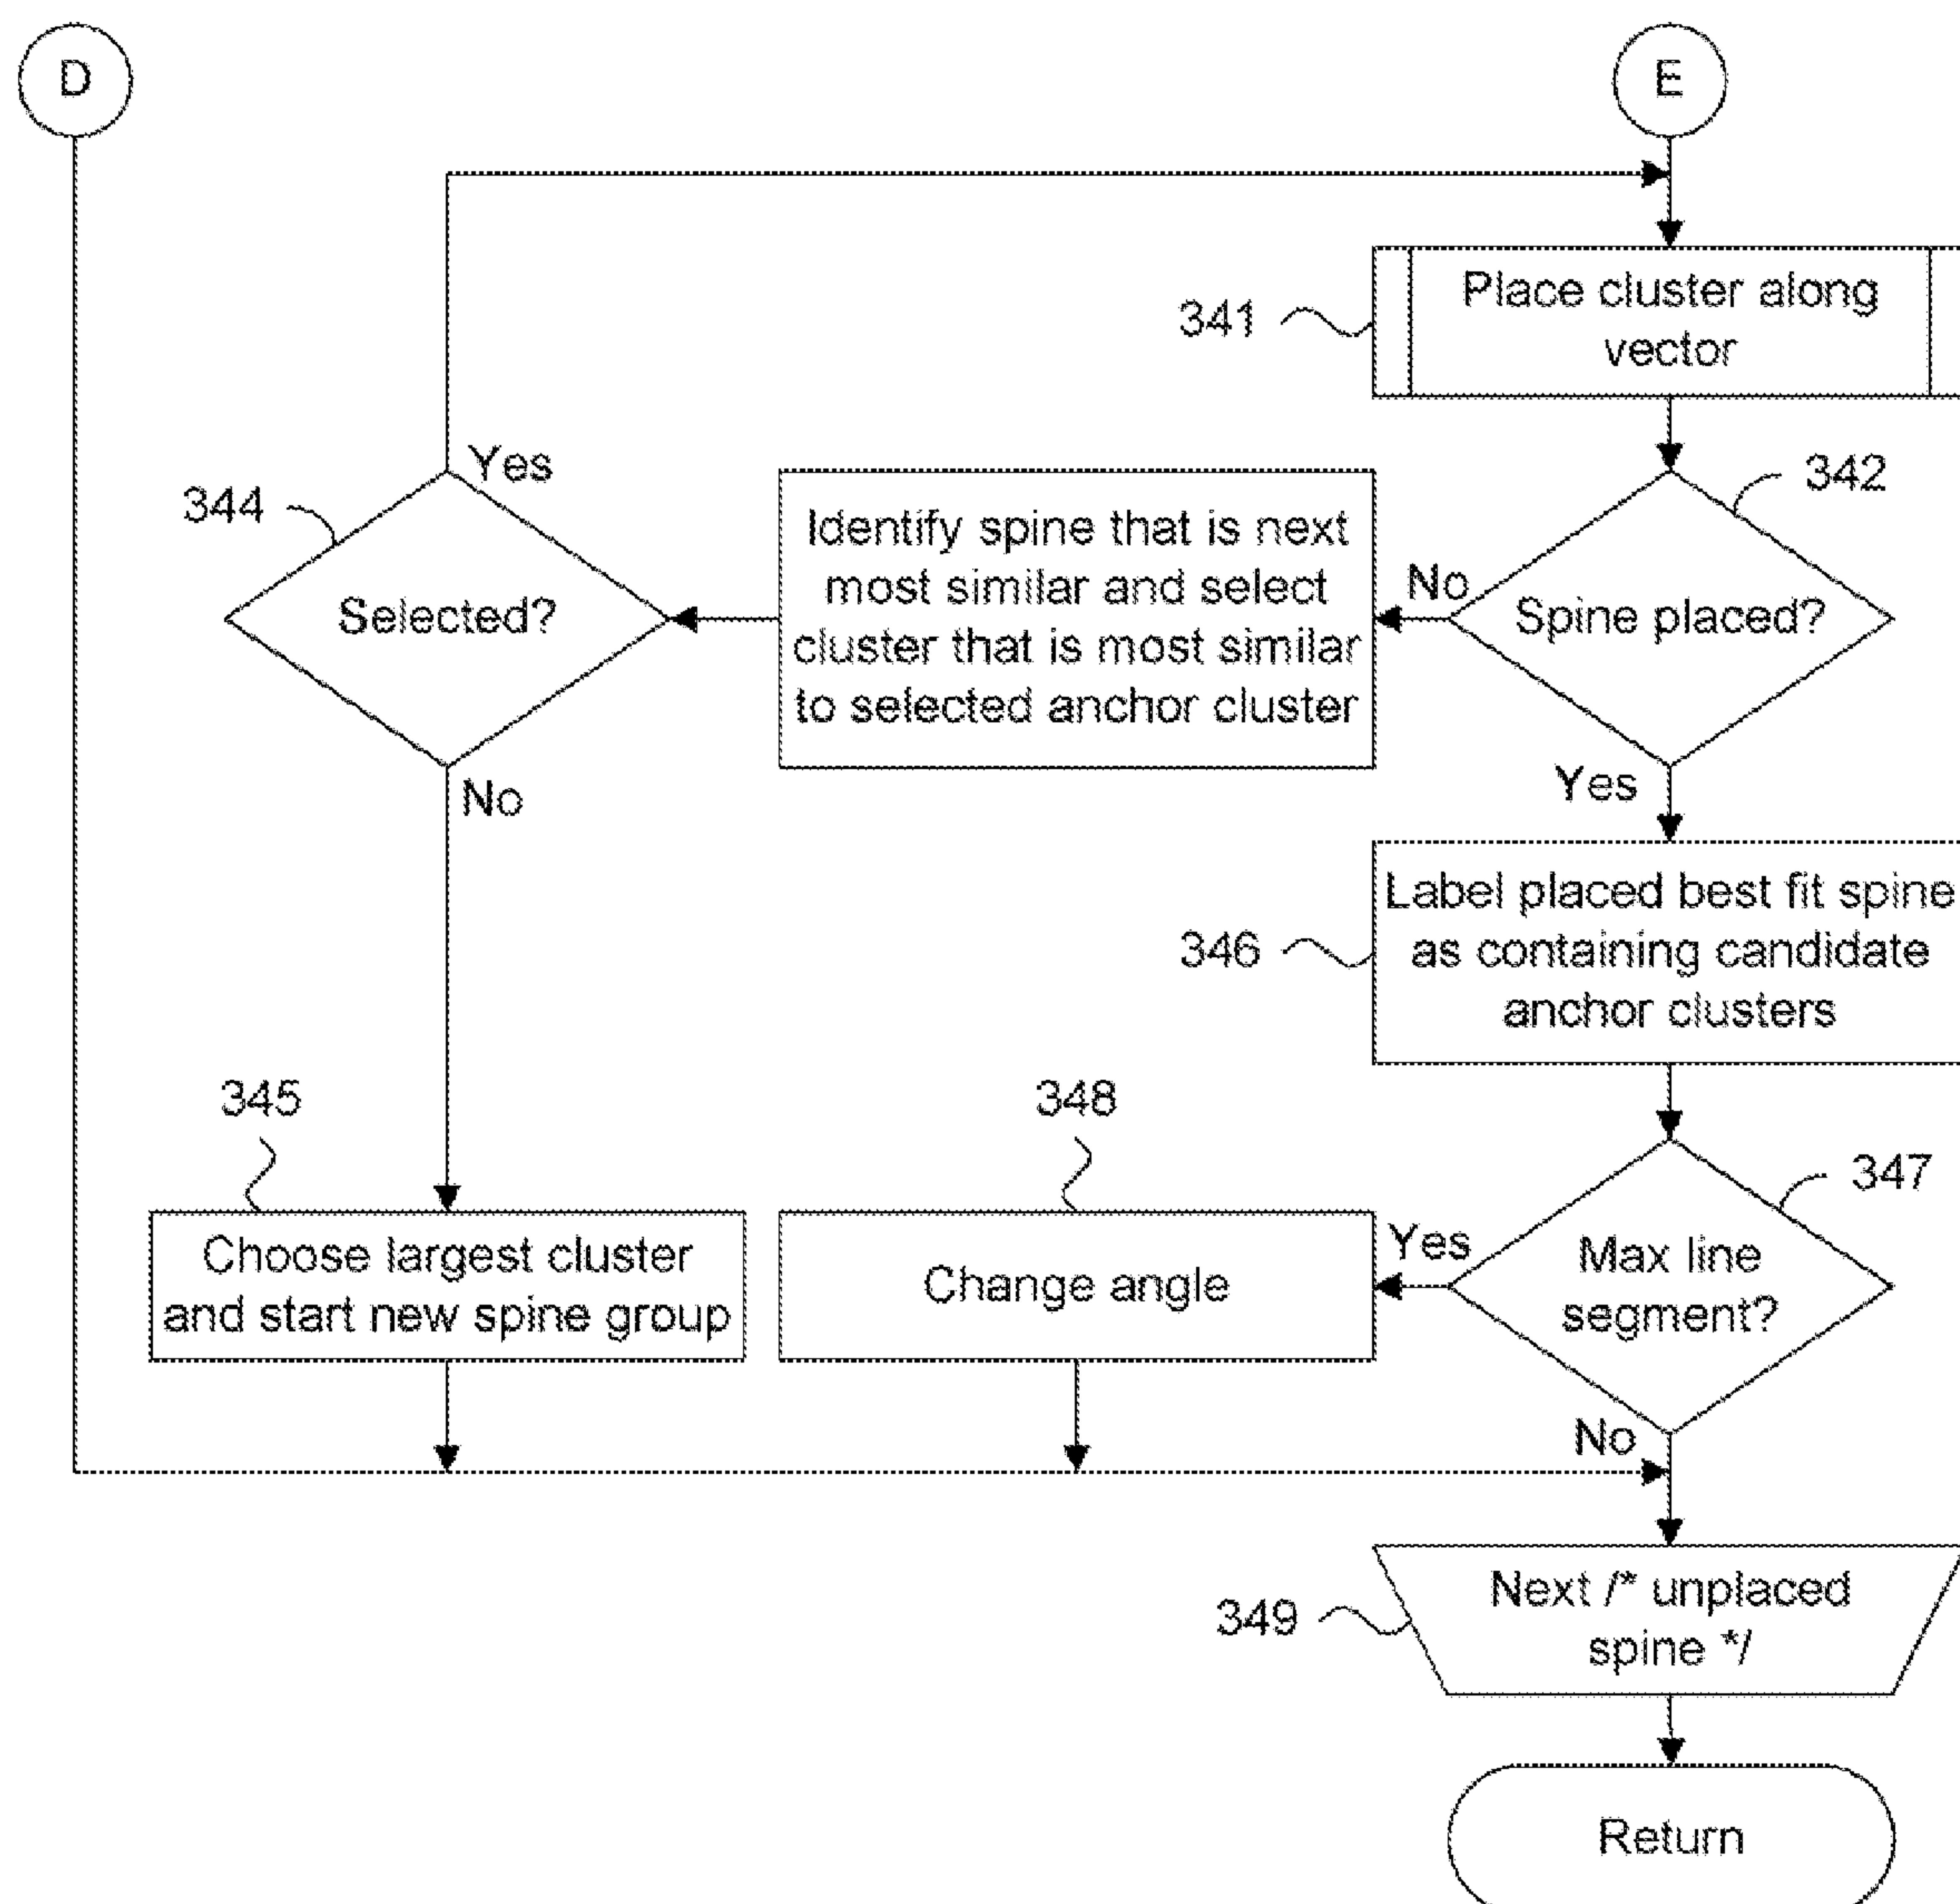 D
E
Place cluster along
vector
341
342
344
Yes
Selected?
Identify spine that is next
most similar and select
cluster that is most similar
to selected anchor cluster
No
Spine placed?
No
Yes
Label placed best fit spine
as containing candidate
anchor clusters
346
345
348
347
Choose largest cluster
and start new spine group
Change angle
Yes
Max line
segment?
No
349
Next /* unplaced
spine */
Return